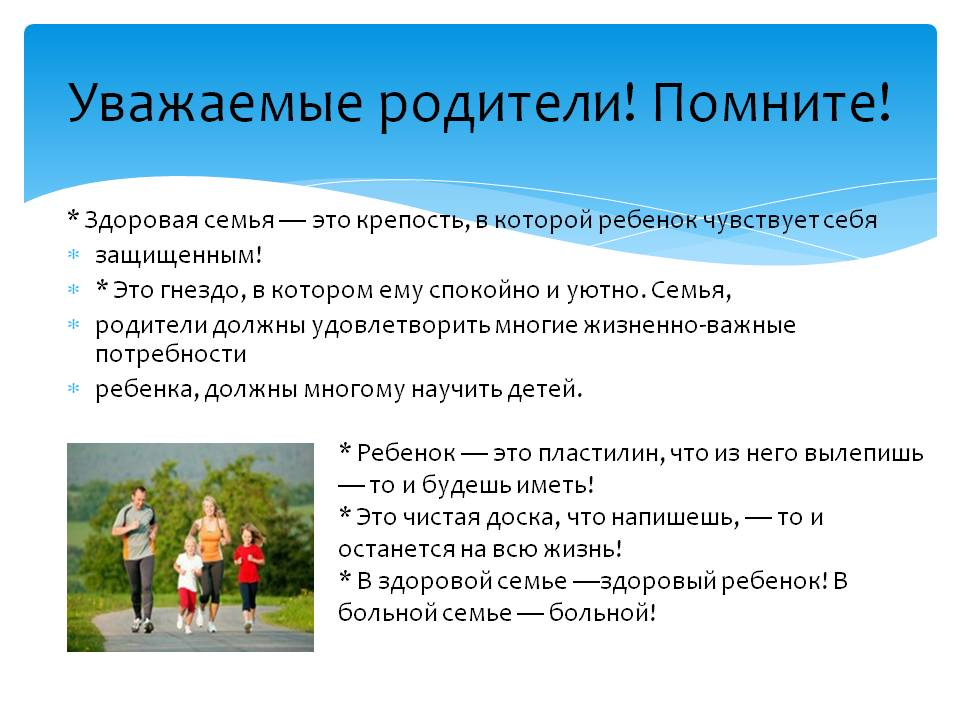 Уважаемые родители! Помните!
* Здоровая семья — это крепость, в которой ребенок чувствует себя
* защищенным!
* * Это гнездо, в котором ему спокойно и уютно. Семья,
* родители должны удовлетворить многие жизненно-важные
потребности
* ребенка, должны многому научить детей.
* Ребенок — это пластилин, что из него вылепишь
— то и будешь иметь!
* Это чистая доска, что напишешь, — то и
останется на всю жизнь!
* В здоровой семье —здоровый ребенок! В
больной семье — больной!